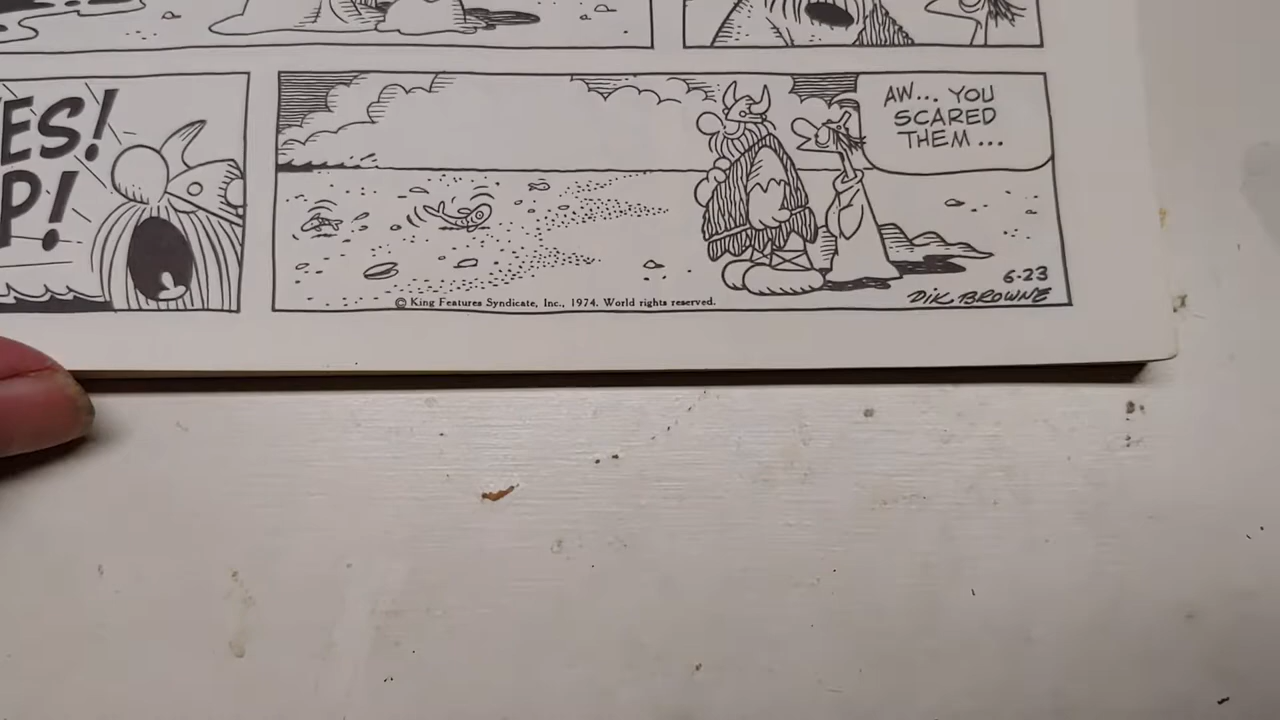 ES!
P!
AW... YOU
SCARED
THEM...
6-23
© King Features Syndicate, Inc., 1974. World rights reserved.
DIK BROWNE